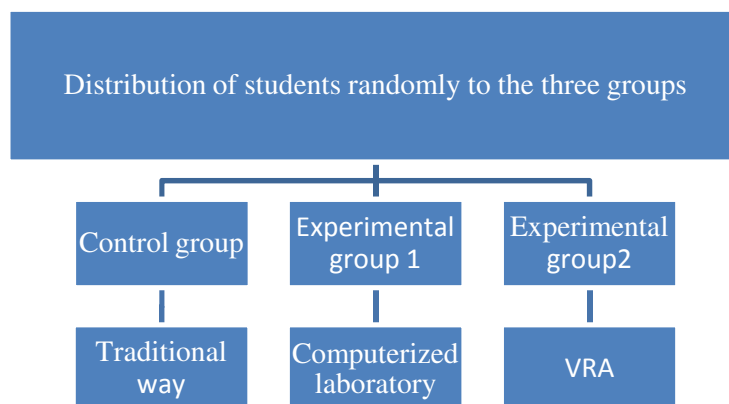 Distribution of students randomly to the three groups
Control group
Experimental
group 1
Experimental
group2
Traditional
way
Computerized
laboratory
VRA